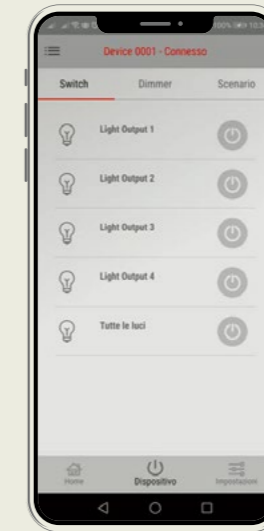 Device 0001 - Connesso
Switch Dimmer Scenario
Light Output 1
Light Output 2
Light Output 3
Light Output 4
Tutte le luci
Home Dispositivo Impostazioni